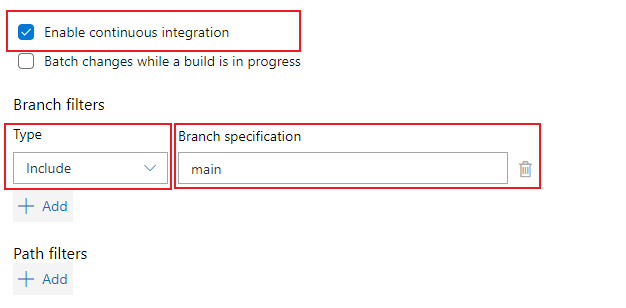 Enable continuous integration
Batch changes while a build is in progress
Branch filters
Type
Branch specification
Include
main
Add
Path filters
Add